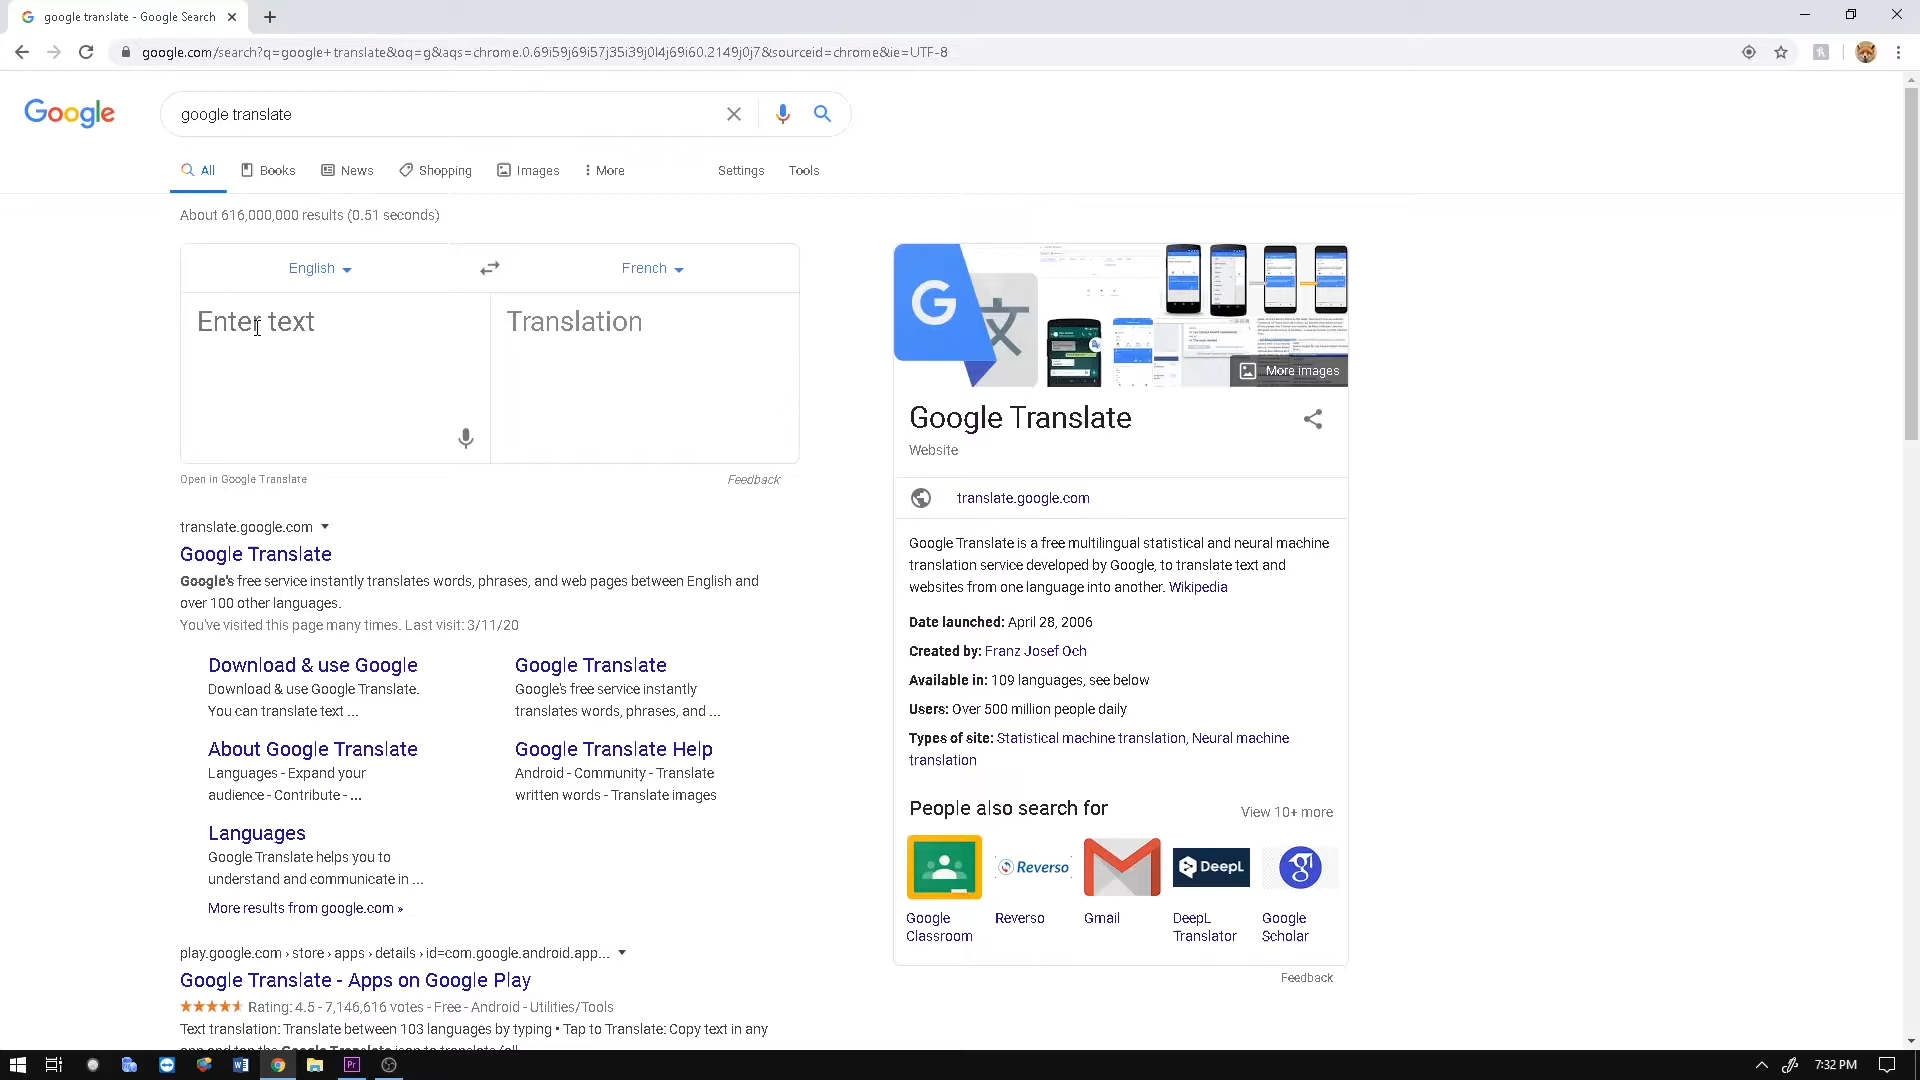 google translate - Google Search
google.com/search?q=google+translate&oq=g&aqs=chrome.0.69i59j69i57j35i39j0l4j69i60.2149j0j7&sourceid=chrome&ie=UTF-8
Google
google translate
All Books News Shopping Images More Settings Tools
About 616,000,000 results (0.51 seconds)
English French
Enter text Translation
Open in Google Translate Feedback
translate.google.com
Google Translate
Google's free service instantly translates words, phrases, and web pages between English and
over 100 other languages.
You've visited this page many times. Last visit: 3/11/20
Download & use Google
Download & use Google Translate.
You can translate text ...
Google Translate
Google's free service instantly
translates words, phrases, and ...
About Google Translate
Languages - Expand your
audience - Contribute - ...
Google Translate Help
Android - Community - Translate
written words - Translate images
Languages
Google Translate helps you to
understand and communicate in ...
More results from google.com »
play.google.com › store › apps › details › id=com.google.android.app...
Google Translate - Apps on Google Play
Rating: 4.5 - 7,146,616 votes - Free - Android - Utilities/Tools
Text translation: Translate between 103 languages by typing • Tap to Translate: Copy text in any
G
More images
Google Translate
Website
translate.google.com
Google Translate is a free multilingual statistical and neural machine
translation service developed by Google, to translate text and
websites from one language into another. Wikipedia
Date launched: April 28, 2006
Created by: Franz Josef Och
Available in: 109 languages, see below
Users: Over 500 million people daily
Types of site: Statistical machine translation, Neural machine
translation
People also search for View 10+ more
Reverso DeepL
Google
Classroom
Reverso
Gmail
DeepL
Translator
Google
Scholar
Feedback
W Pr 7:32 PM